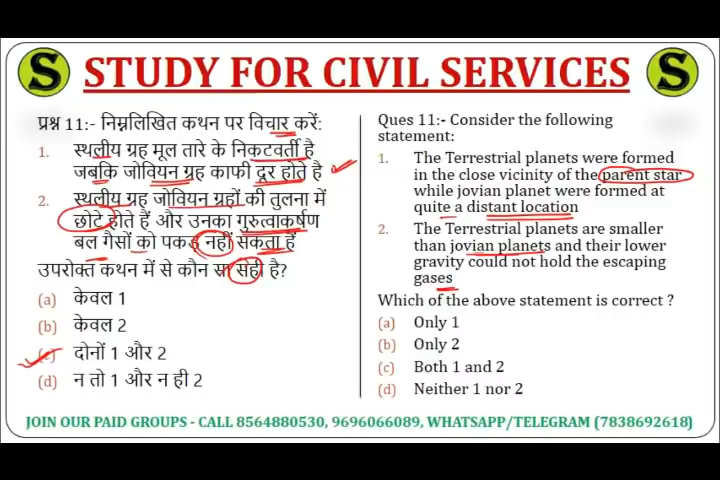 S STUDY FOR CIVIL SERVICES S
प्रश्न 11:- निम्नलिखित कथन पर विचार करें:
1. स्थलीय ग्रह मूल तारे के निकटवर्ती है
जबकि जोवियन ग्रह काफी दूर होते है
2. स्थलीय ग्रह जोवियन ग्रहों की तुलना में
छोटे होते हैं और उनका गुरुत्वाकर्षण
बल गैसों को पकड़ नहीं सकता हैं
उपरोक्त कथन में से कौन सा सही है?
(a) केवल 1
(b) केवल 2
(c) दोनों 1 और 2
(d) न तो 1 और न ही 2
Ques 11:- Consider the following
statement:
1. The Terrestrial planets were formed
in the close vicinity of the parent star
while jovian planet were formed at
quite a distant location
2. The Terrestrial planets are smaller
than jovian planets and their lower
gravity could not hold the escaping
gases
Which of the above statement is correct ?
(a) Only 1
(b) Only 2
(c) Both 1 and 2
(d) Neither 1 nor 2
JOIN OUR PAID GROUPS - CALL 8564880530, 9696066089, WHATSAPP/TELEGRAM (7838692618)